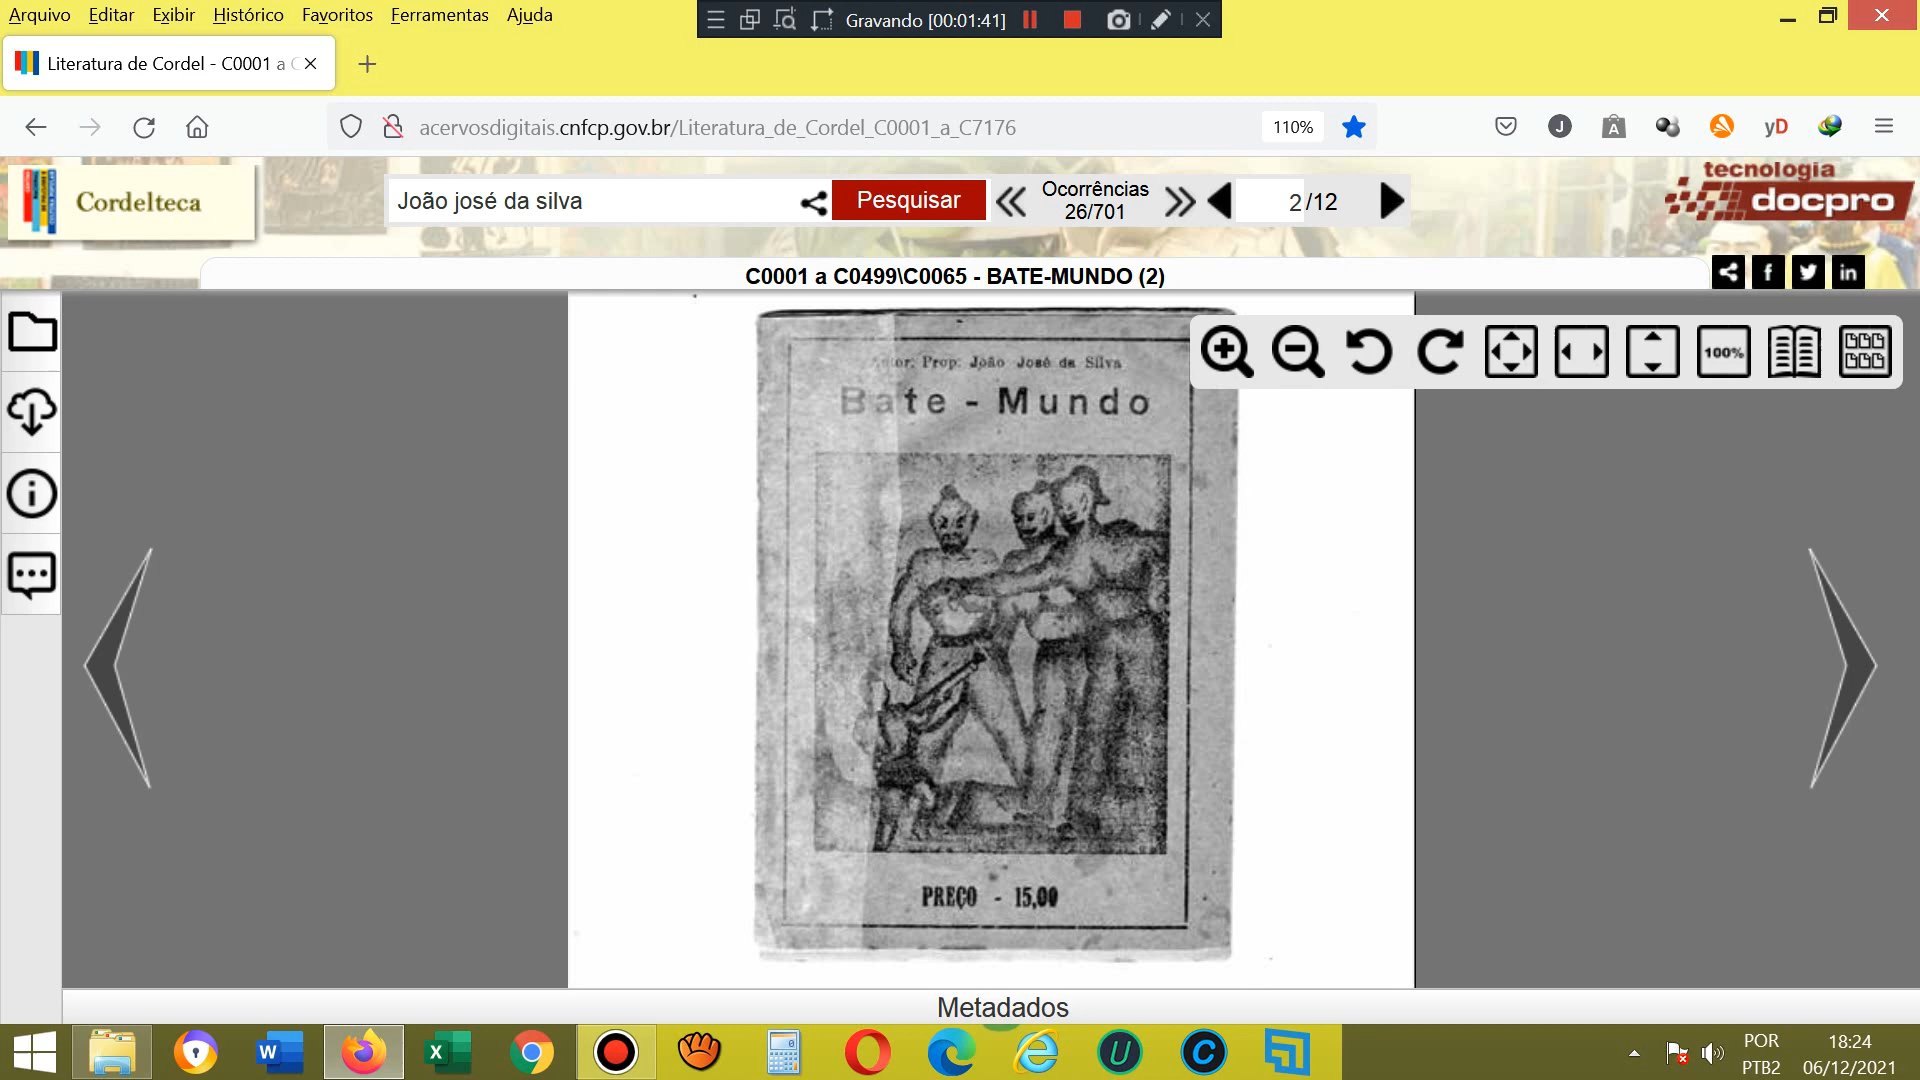 Arquivo Editar Exibir Histórico Favoritos Ferramentas Ajuda
Gravando [00:01:41]
Literatura de Cordel - C0001 a C
acervosdigitais.cnfcp.gov.br/Literatura_de_Cordel_C0001_a_C7176
110%
J
A
yD
Cordelteca
João josé da silva
Pesquisar
Ocorrências
26/701
2 /12
tecnologia
docpro
C0001 a C0499\C0065 - BATE-MUNDO (2)
f
in
100%
Prop: João José da Silva
Bate - Mundo
PREÇO - 15,00
Metadados
POR
PTB2
18:24
06/12/2021